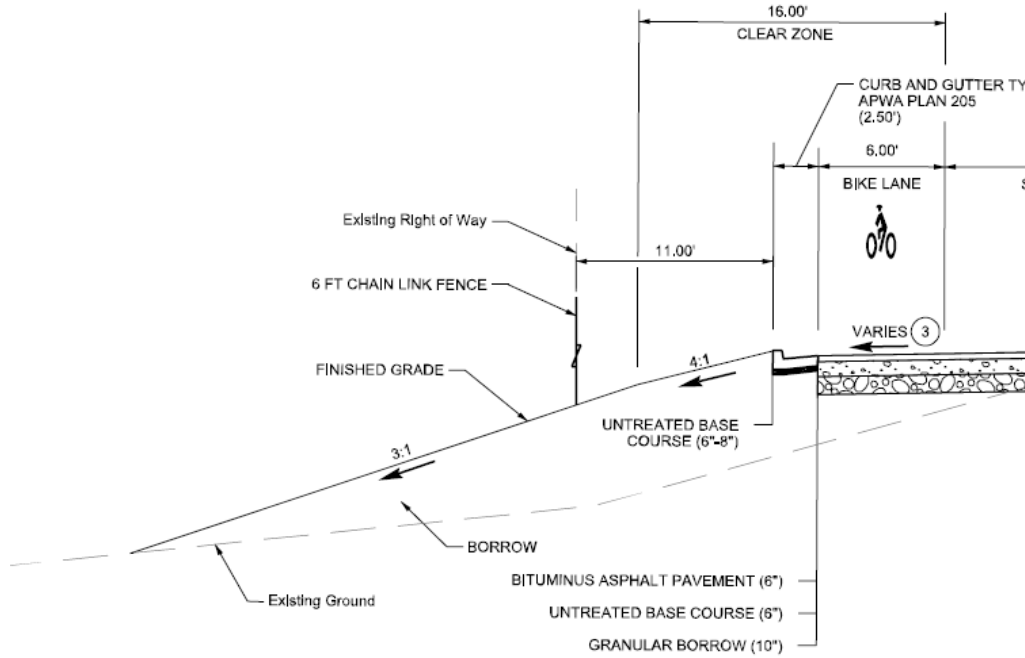 16.00'
CLEAR ZONE
CURB AND GUTTER TY
APWA PLAN 205
(2.50')
6.00'
BIKE LANE
S
Existing Right of Way
11.00'
6 FT CHAIN LINK FENCE
VARIES 3
FINISHED GRADE
4:1
UNTREATED BASE
COURSE (6"-8")
3:1
BORROW
BITUMINUS ASPHALT PAVEMENT (6")
Existing Ground
UNTREATED BASE COURSE (6")
GRANULAR BORROW (10")